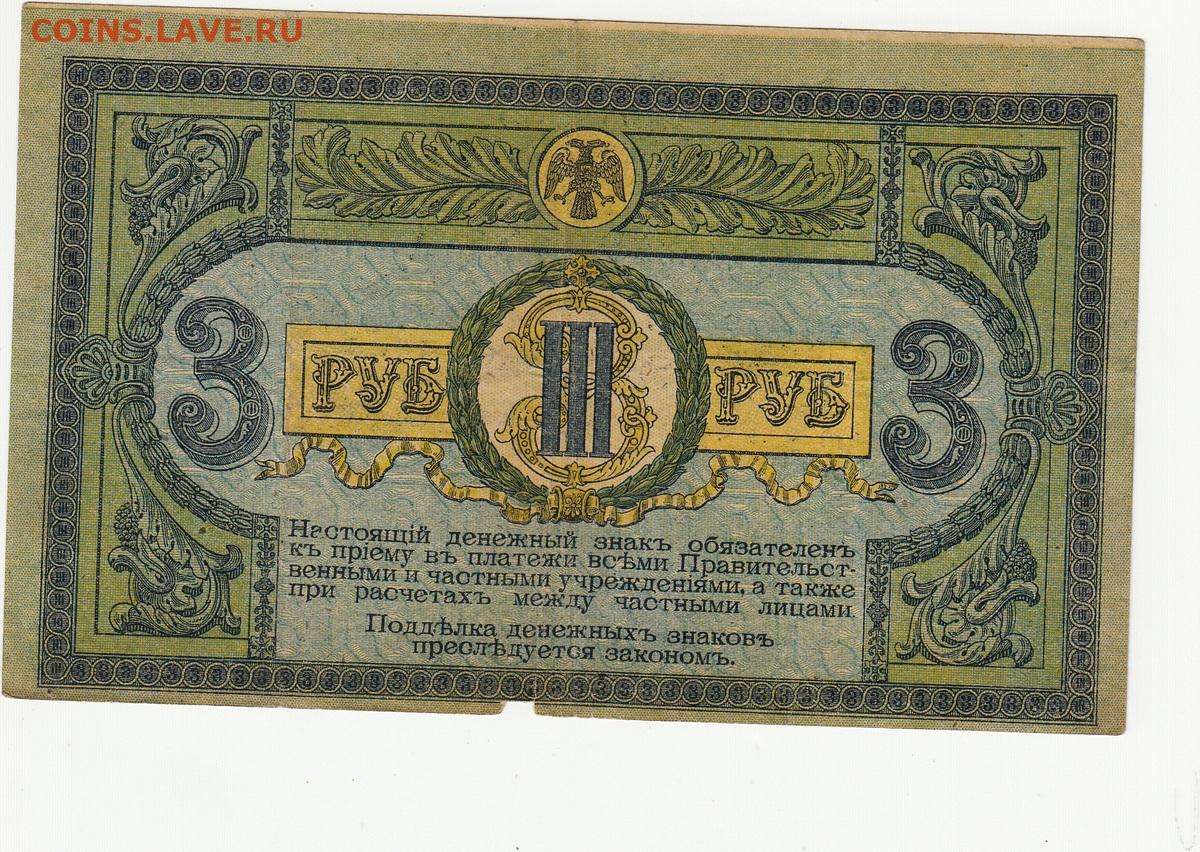 COINS.LAVE.RU
3 РУБ III 3 РУБ 3
Настоящій денежный знакъ обязателенъ
къ пріему въ платежи всѣми Правительст-
венными и частными учрежденіями, а также
при расчетахъ между частными лицами.
Поддѣлка денежныхъ знаковъ
преслѣдуется закономъ.